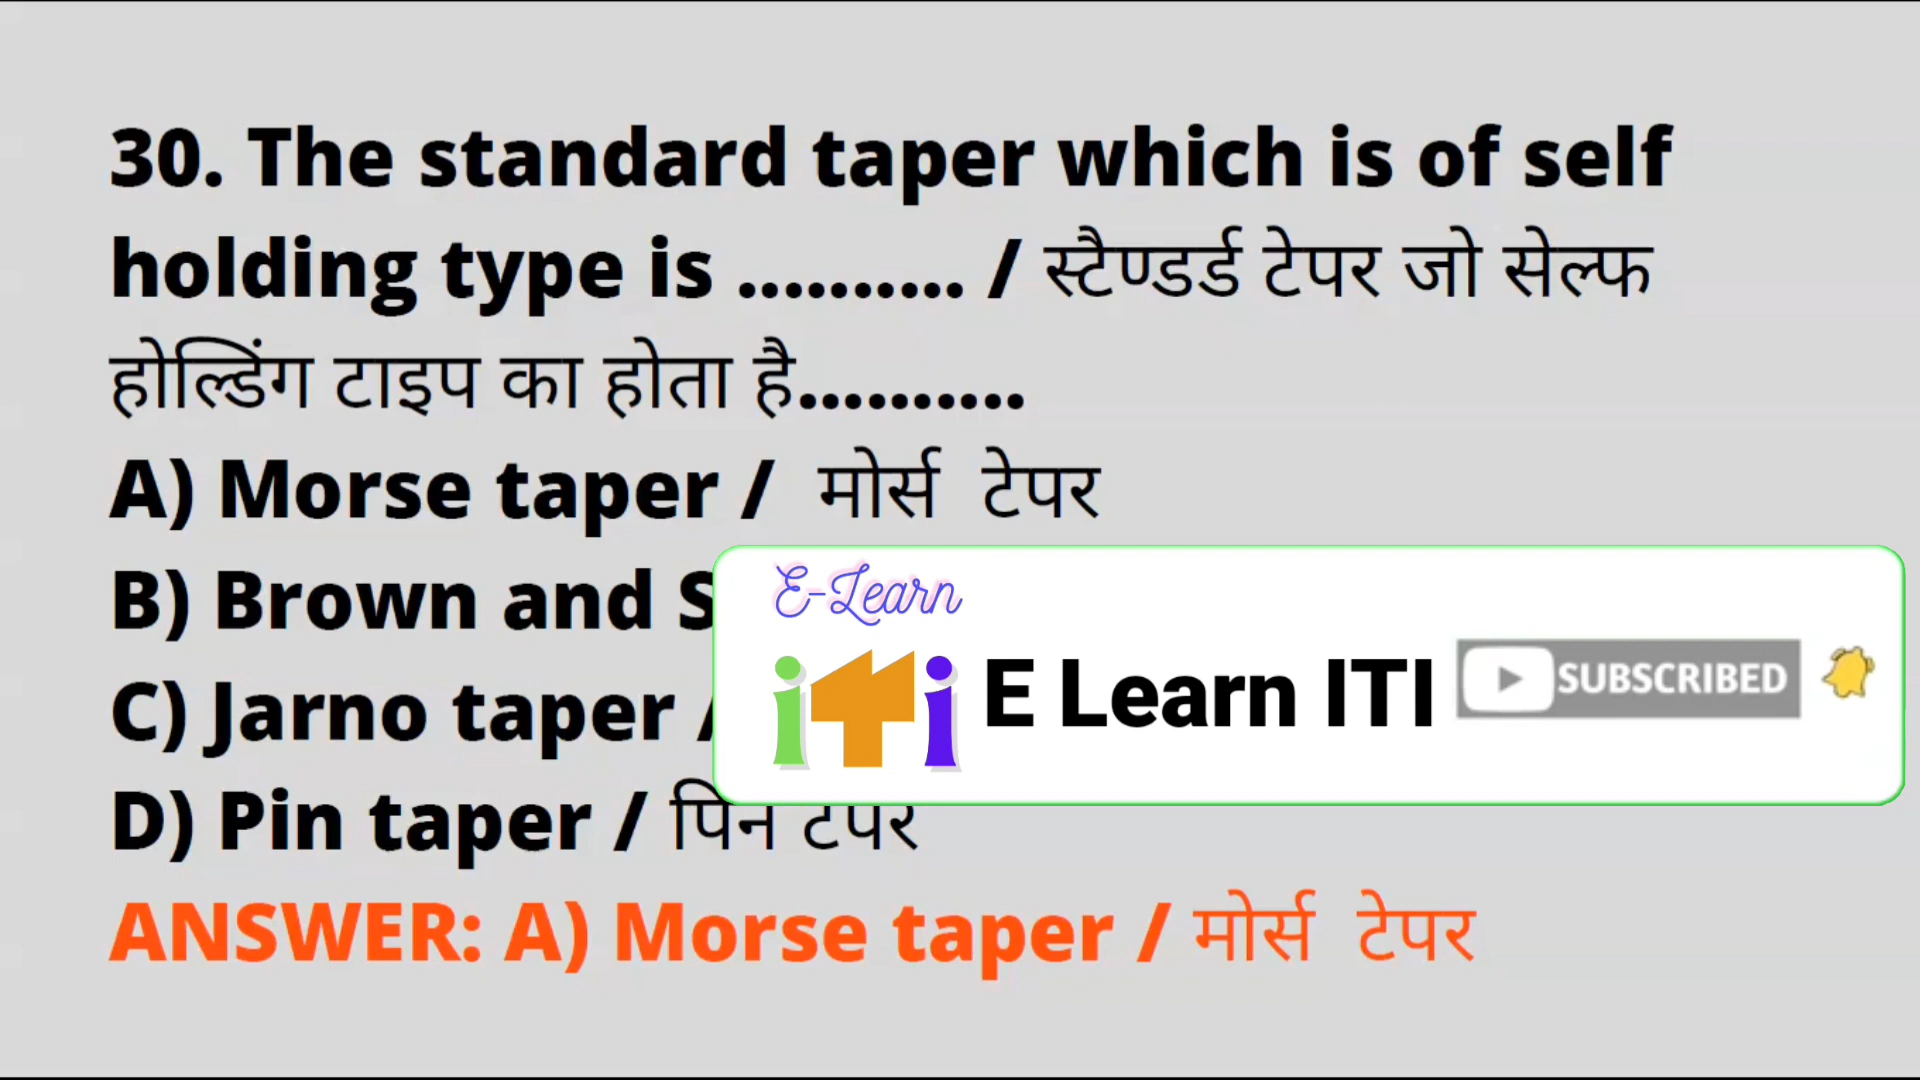 30. The standard taper which is of self
holding type is .......... / स्टैण्डर्ड टेपर जो सेल्फ
होल्डिंग टाइप का होता है..........
A) Morse taper / मोर्स टेपर
B) Brown and
C) Jarno taper /
D) Pin taper / पिन टेपर
ANSWER: A) Morse taper / मोर्स टेपर
E-Learn
iTi
E Learn ITI
SUBSCRIBED